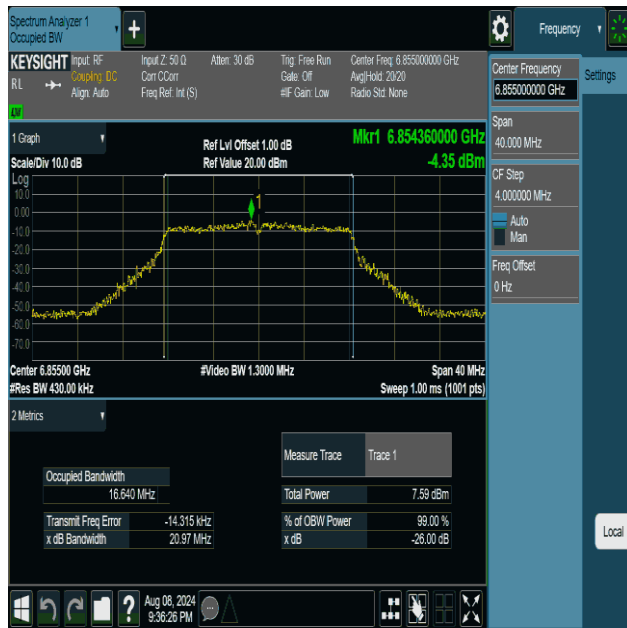 Spectrum Analyzer 1
Occupied BW
Frequency
KEYSIGHT
RL
Input: RF
Coupling: DC
Align: Auto
Input Z: 50 Ω
Corr CCorr
Freq Ref: Int (S)
Atten: 30 dB
Trig: Free Run
Gate: Off
#IF Gain: Low
Center Freq: 6.855000000 GHz
Avg|Hold: 20/20
Radio Std: None
Center Frequency
6.855000000 GHz
Settings
Span
40.000 MHz
CF Step
4.000000 MHz
Auto
Man
Freq Offset
0 Hz
1 Graph
Scale/Div 10.0 dB
Ref Lvl Offset 1.00 dB
Ref Value 20.00 dBm
Mkr1 6.854360000 GHz
-4.35 dBm
Log
10.0
0.00
-10.0
-20.0
-30.0
-40.0
-50.0
-60.0
-70.0
1
Center 6.85500 GHz
#Res BW 430.00 kHz
#Video BW 1.3000 MHz
Span 40 MHz
Sweep 1.00 ms (1001 pts)
2 Metrics
Measure Trace
Trace 1
Occupied Bandwidth
16.640 MHz
Total Power
7.59 dBm
Transmit Freq Error
-14.315 kHz
% of OBW Power
99.00 %
x dB Bandwidth
20.97 MHz
x dB
-26.00 dB
Local
Aug 08, 2024
9:36:26 PM